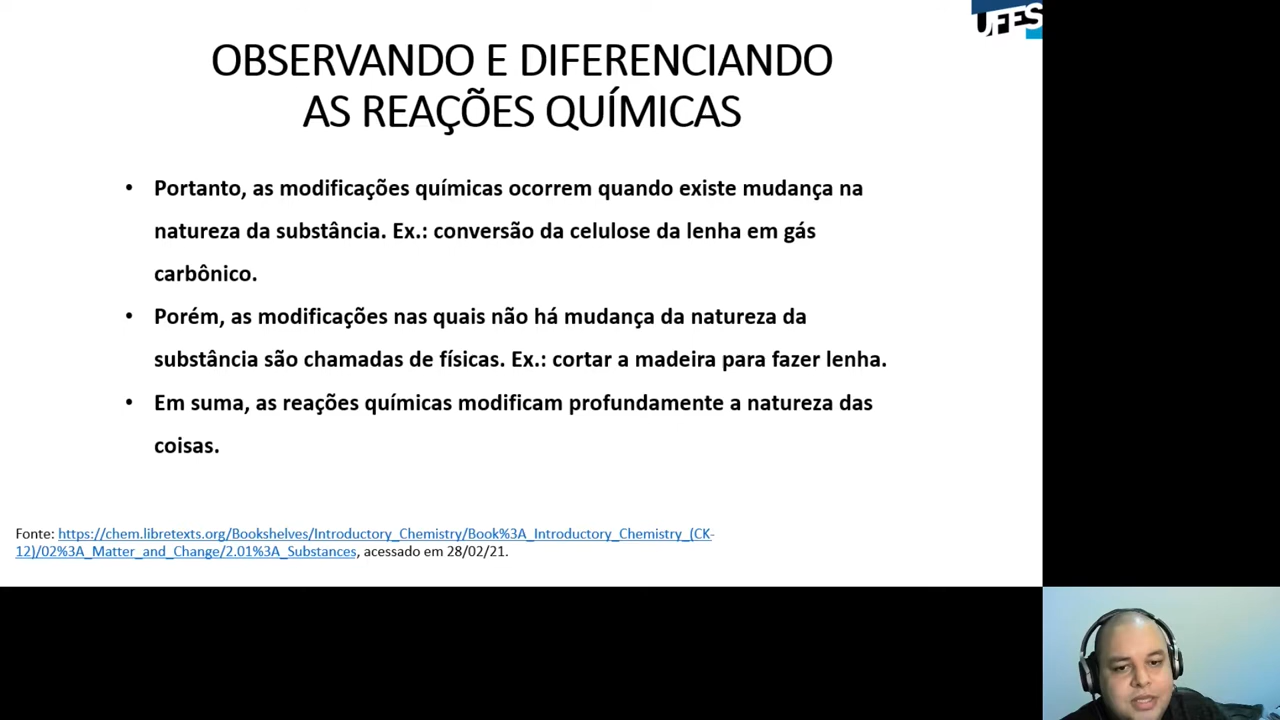 UFES
OBSERVANDO E DIFERENCIANDO
AS REAÇÕES QUÍMICAS
• Portanto, as modificações químicas ocorrem quando existe mudança na
natureza da substância. Ex.: conversão da celulose da lenha em gás
carbônico.
• Porém, as modificações nas quais não há mudança da natureza da
substância são chamadas de físicas. Ex.: cortar a madeira para fazer lenha.
• Em suma, as reações químicas modificam profundamente a natureza das
coisas.
Fonte: https://chem.libretexts.org/Bookshelves/Introductory_Chemistry/Book%3A_Introductory_Chemistry_(CK-
12)/02%3A_Matter_and_Change/2.01%3A_Substances, acessado em 28/02/21.